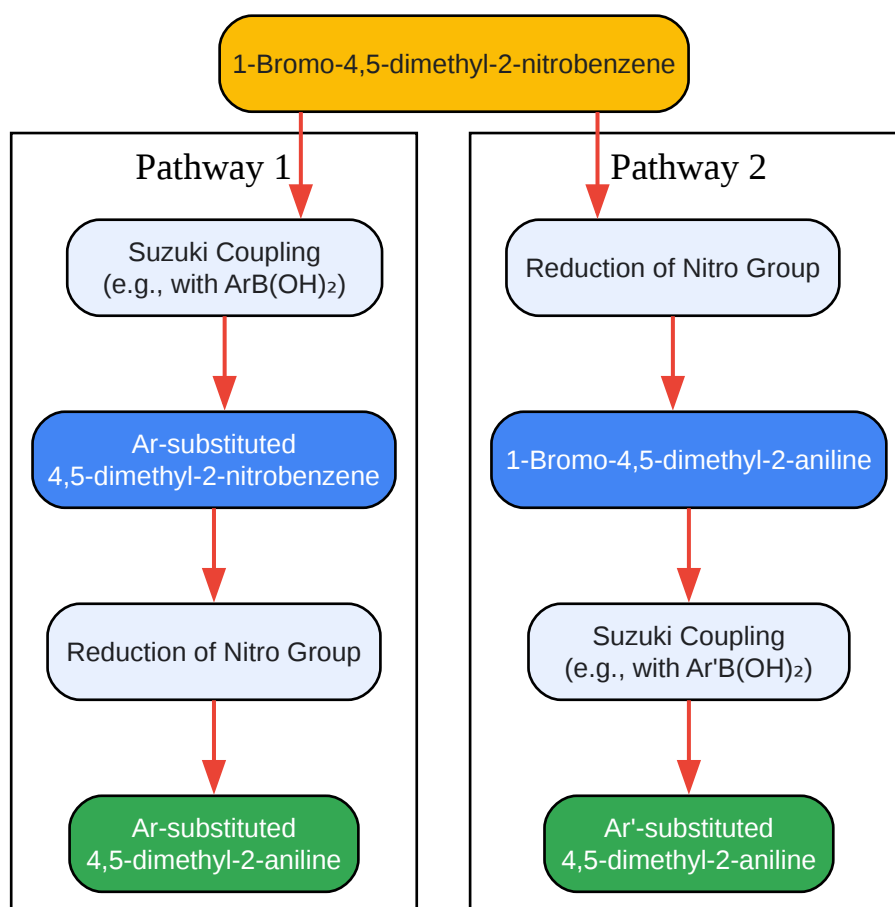 1-Bromo-4,5-dimethyl-2-nitrobenzene
Pathway 1
Suzuki Coupling
(e.g., with ArB(OH)₂)
Ar-substituted
4,5-dimethyl-2-nitrobenzene
Reduction of Nitro Group
Ar-substituted
4,5-dimethyl-2-aniline
Pathway 2
Reduction of Nitro Group
1-Bromo-4,5-dimethyl-2-aniline
Suzuki Coupling
(e.g., with Ar'B(OH)₂)
Ar'-substituted
4,5-dimethyl-2-aniline